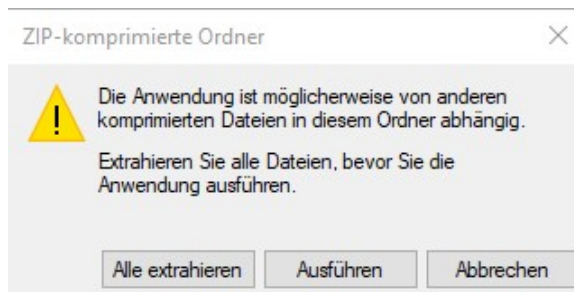 ZIP-komprimierte Ordner
Die Anwendung ist möglicherweise von anderen
komprimierten Dateien in diesem Ordner abhängig.
Extrahieren Sie alle Dateien, bevor Sie die
Anwendung ausführen.
Alle extrahieren Ausführen Abbrechen